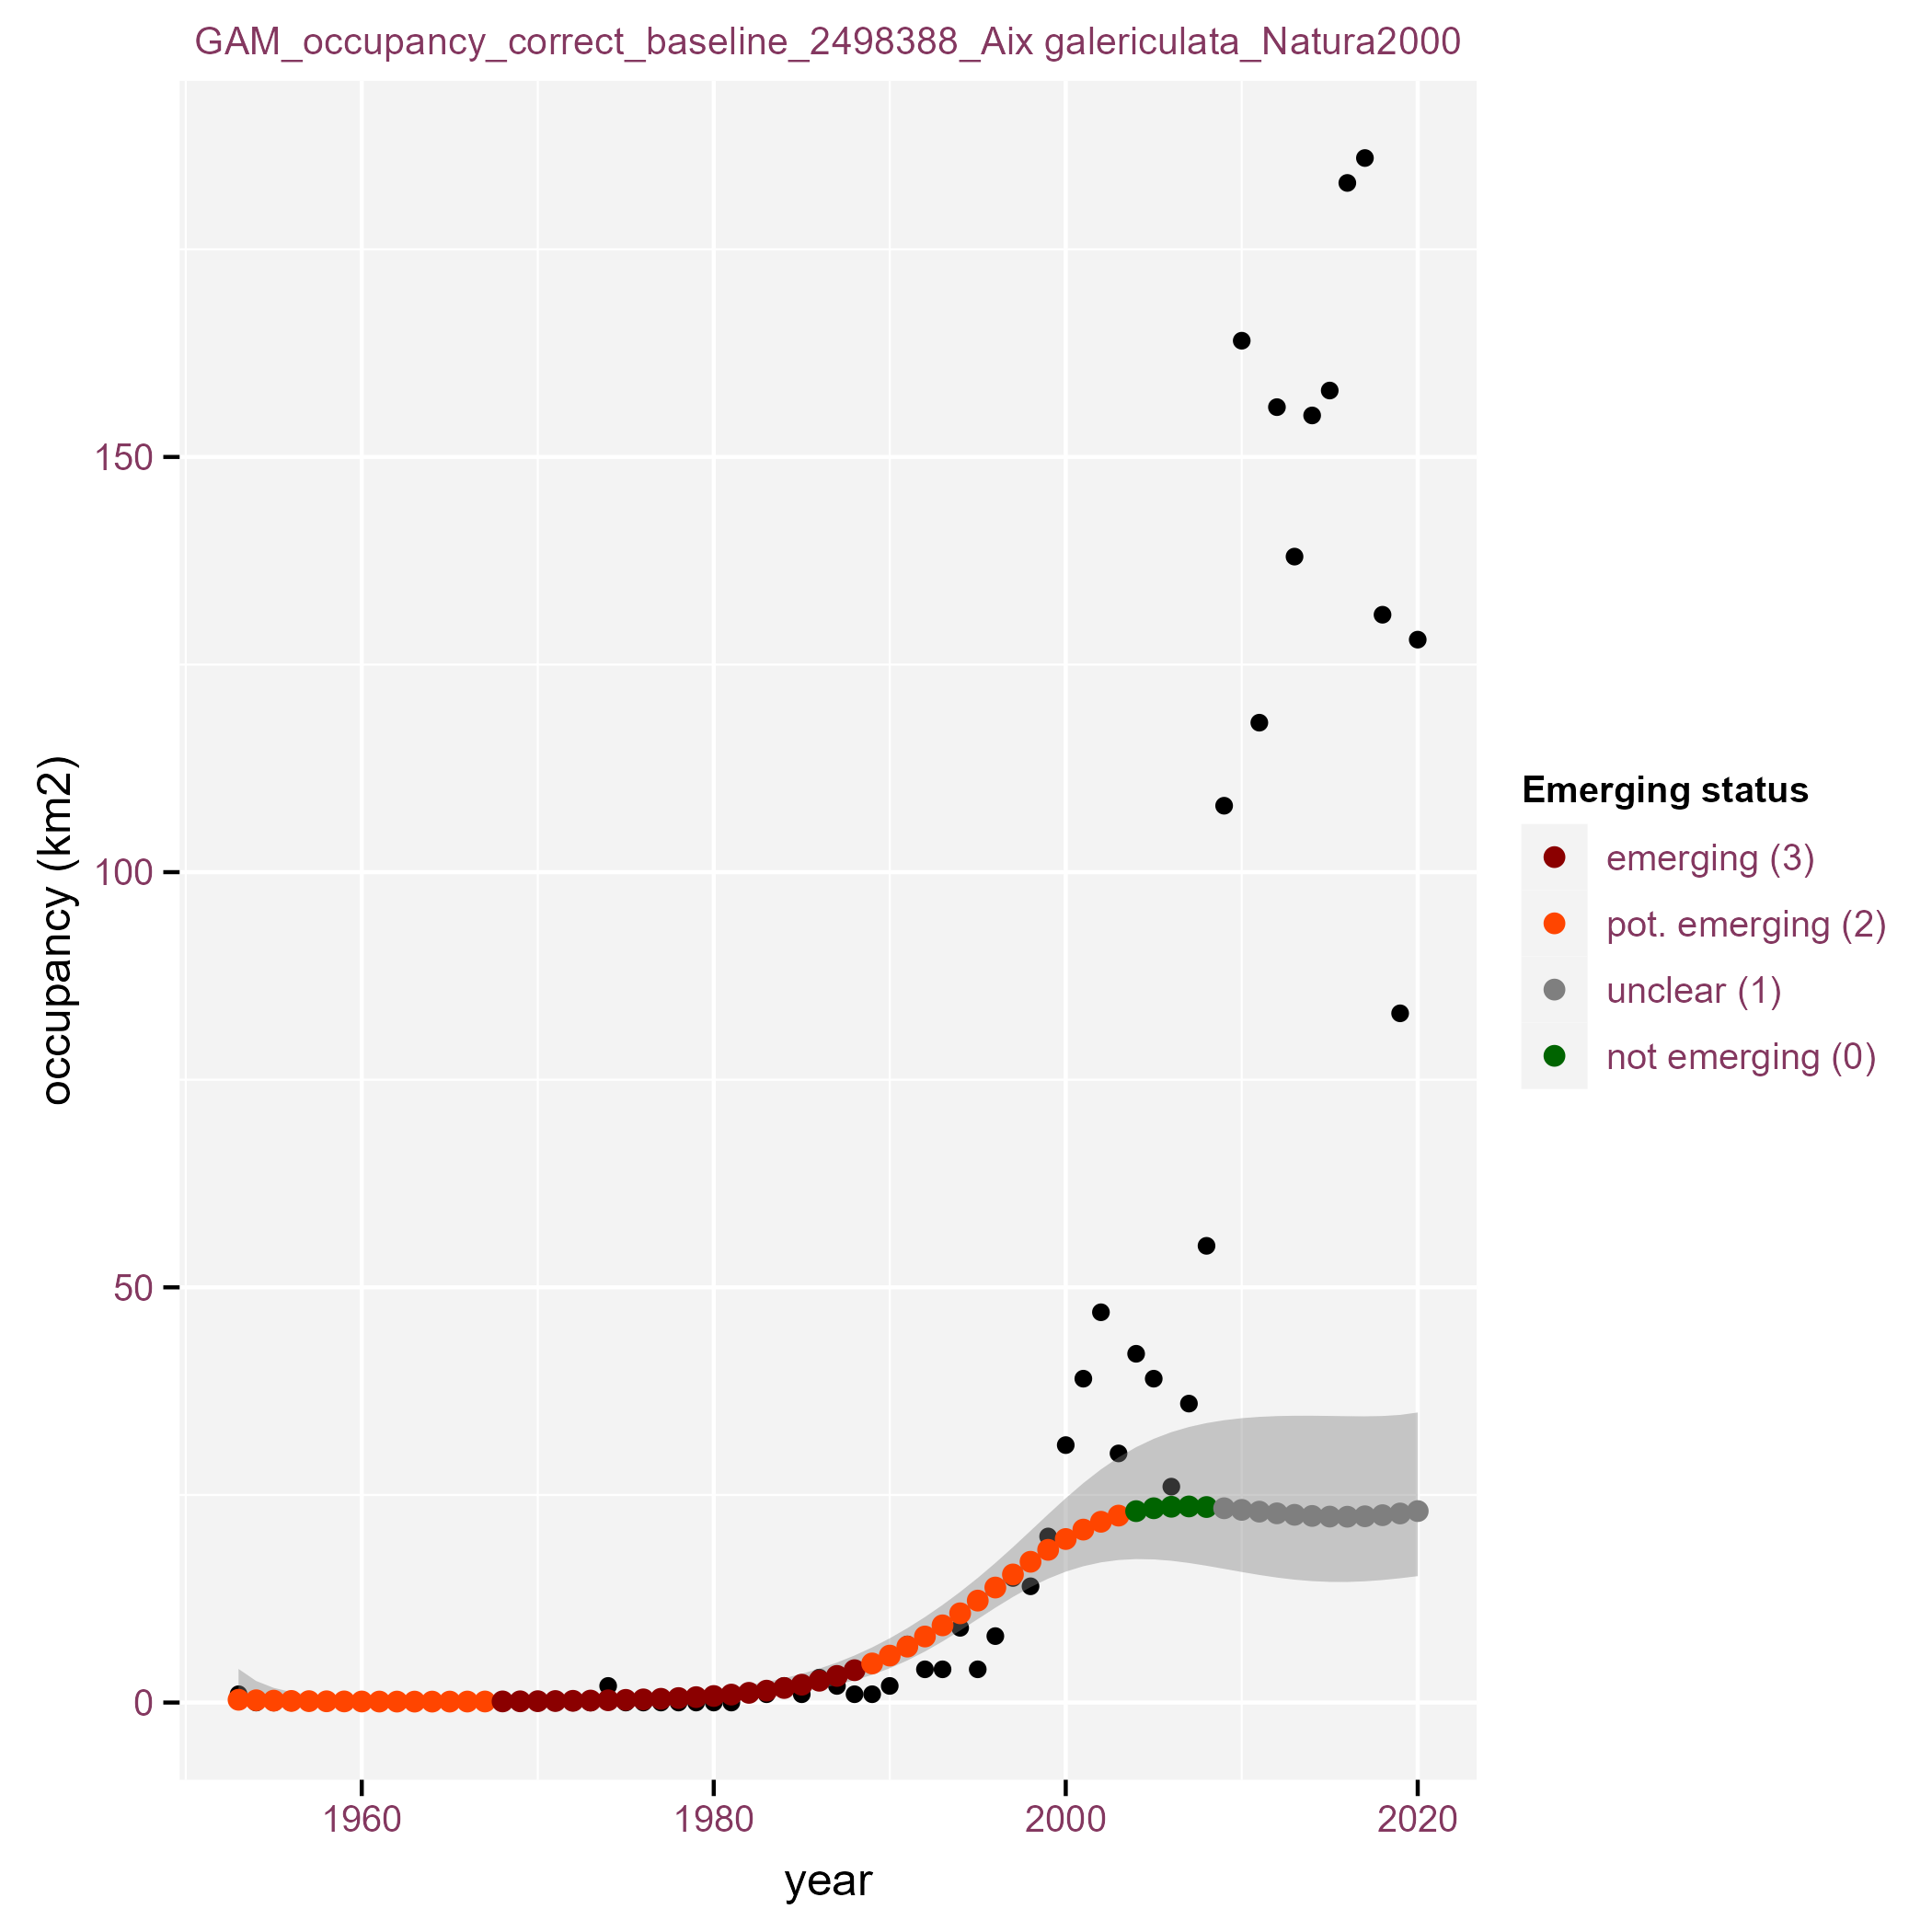 GAM_occupancy_correct_baseline_2498388_Aix galericulata_Natura2000
occupancy (km2)
150
100
50
0
1960
1980
2000
2020
year
Emerging status
emerging (3)
pot. emerging (2)
unclear (1)
not emerging (0)